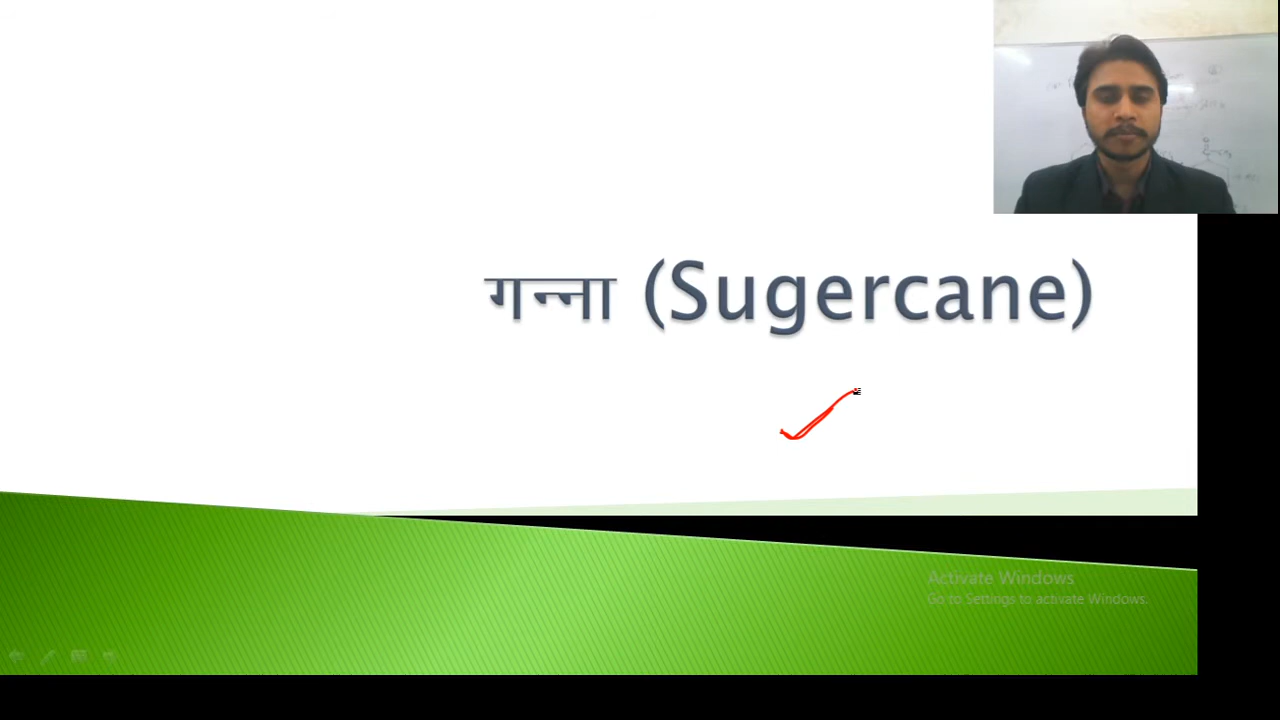 गन्ना (Sugercane)
Activate Windows
Go to Settings to activate Windows.